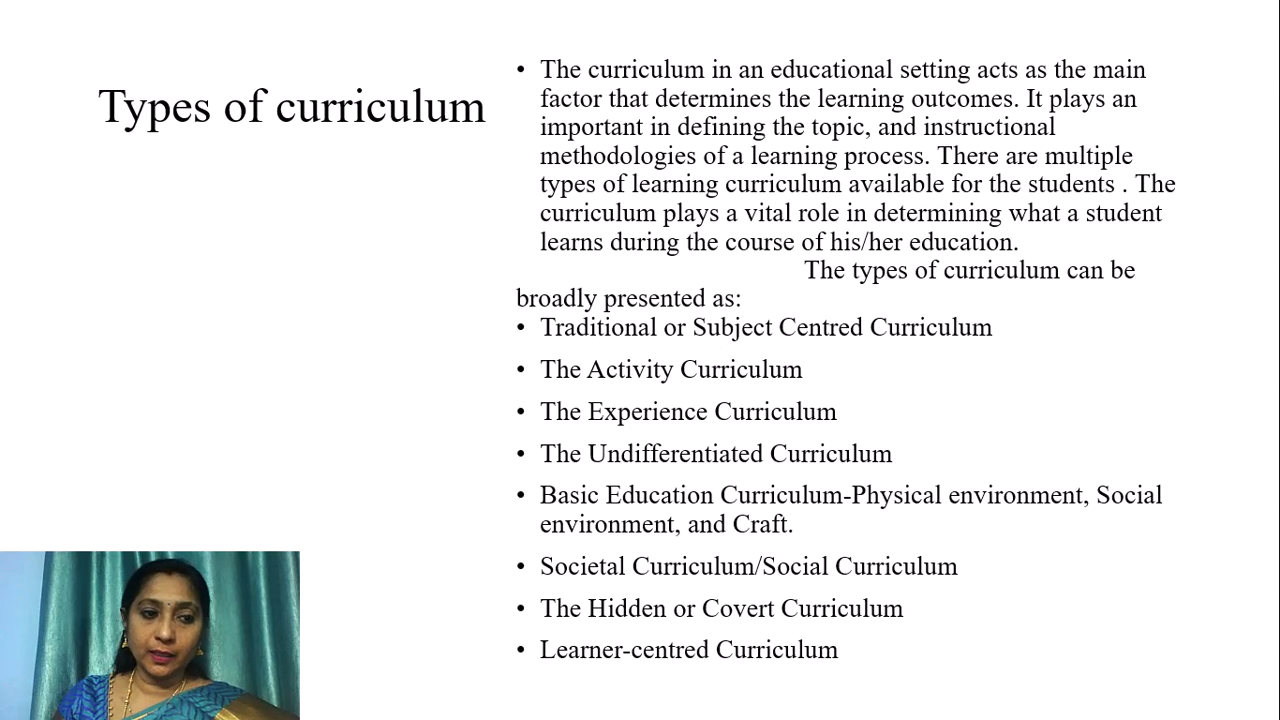 Types of curriculum
• The curriculum in an educational setting acts as the main
factor that determines the learning outcomes. It plays an
important in defining the topic, and instructional
methodologies of a learning process. There are multiple
types of learning curriculum available for the students . The
curriculum plays a vital role in determining what a student
learns during the course of his/her education.
The types of curriculum can be
broadly presented as:
• Traditional or Subject Centred Curriculum
• The Activity Curriculum
• The Experience Curriculum
• The Undifferentiated Curriculum
• Basic Education Curriculum-Physical environment, Social
environment, and Craft.
• Societal Curriculum/Social Curriculum
• The Hidden or Covert Curriculum
• Learner-centred Curriculum